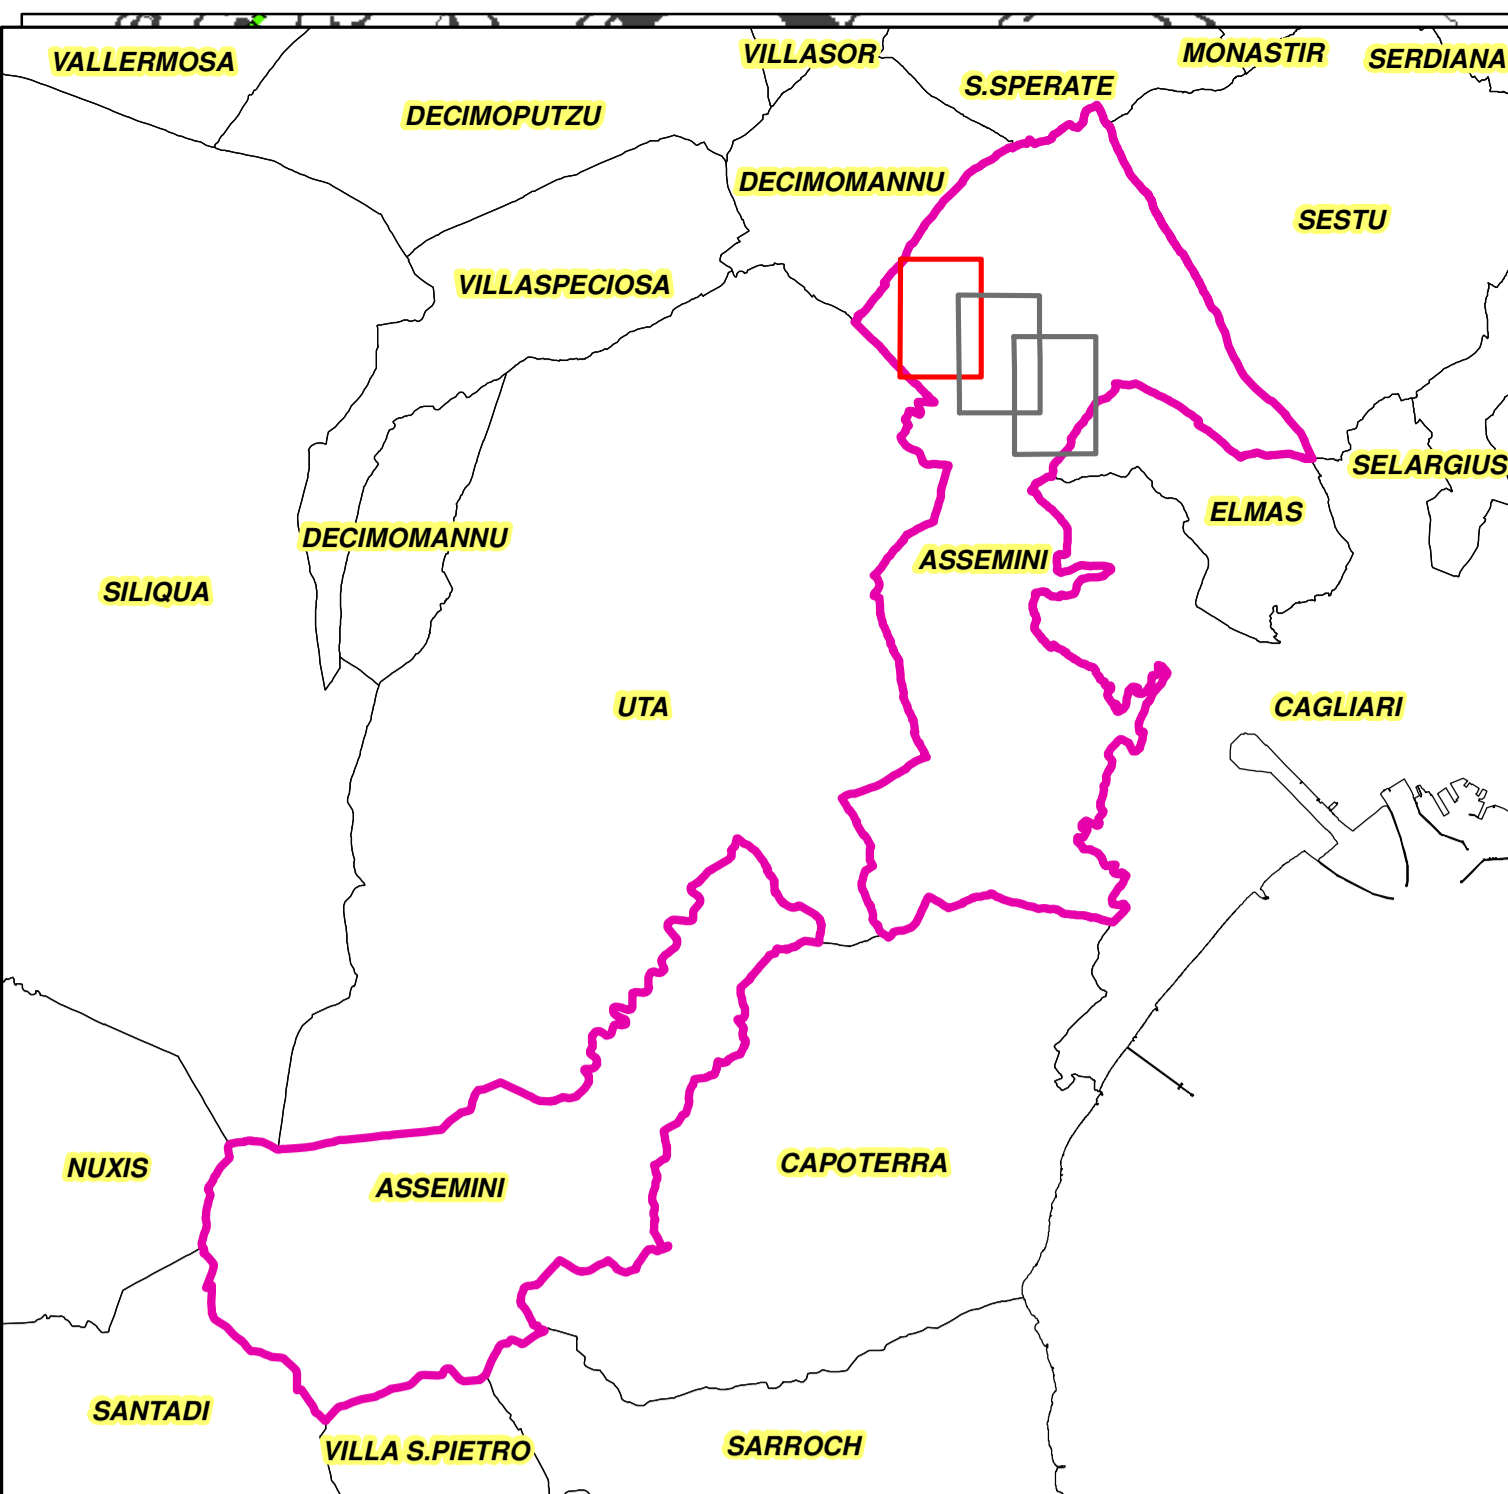 VALLERMOSA
VILLASOR
MONASTIR
SERDIANA
S.SPERATE
DECIMOPUTZU
DECIMOMANNU
SESTU
VILLASPECIOSA
SELARGIUS
ELMAS
DECIMOMANNU
ASSEMINI
SILIQUA
UTA
CAGLIARI
NUXIS
CAPOTERRA
ASSEMINI
SANTADI
VILLA S.PIETRO
SARROCH